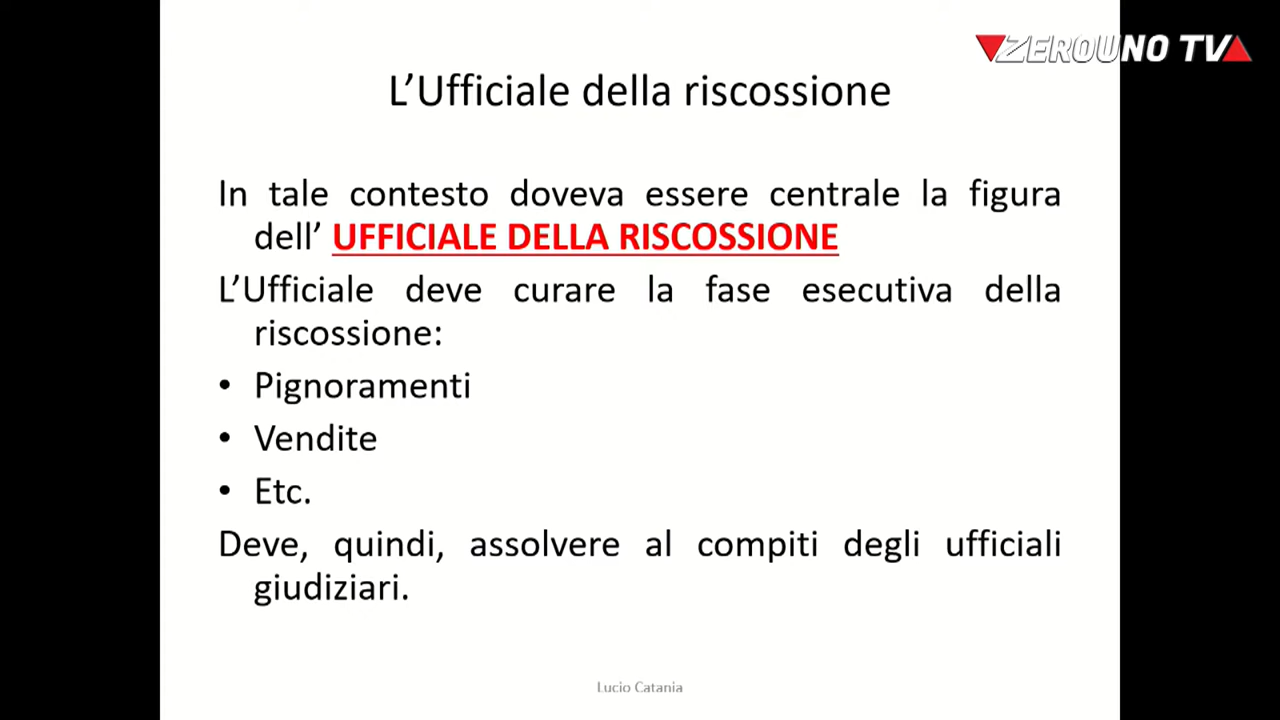 ZEROUNO TV
L’Ufficiale della riscossione
In tale contesto doveva essere centrale la figura
dell’ UFFICIALE DELLA RISCOSSIONE
L’Ufficiale deve curare la fase esecutiva della
riscossione:
• Pignoramenti
• Vendite
• Etc.
Deve, quindi, assolvere al compiti degli ufficiali
giudiziari.
Lucio Catania